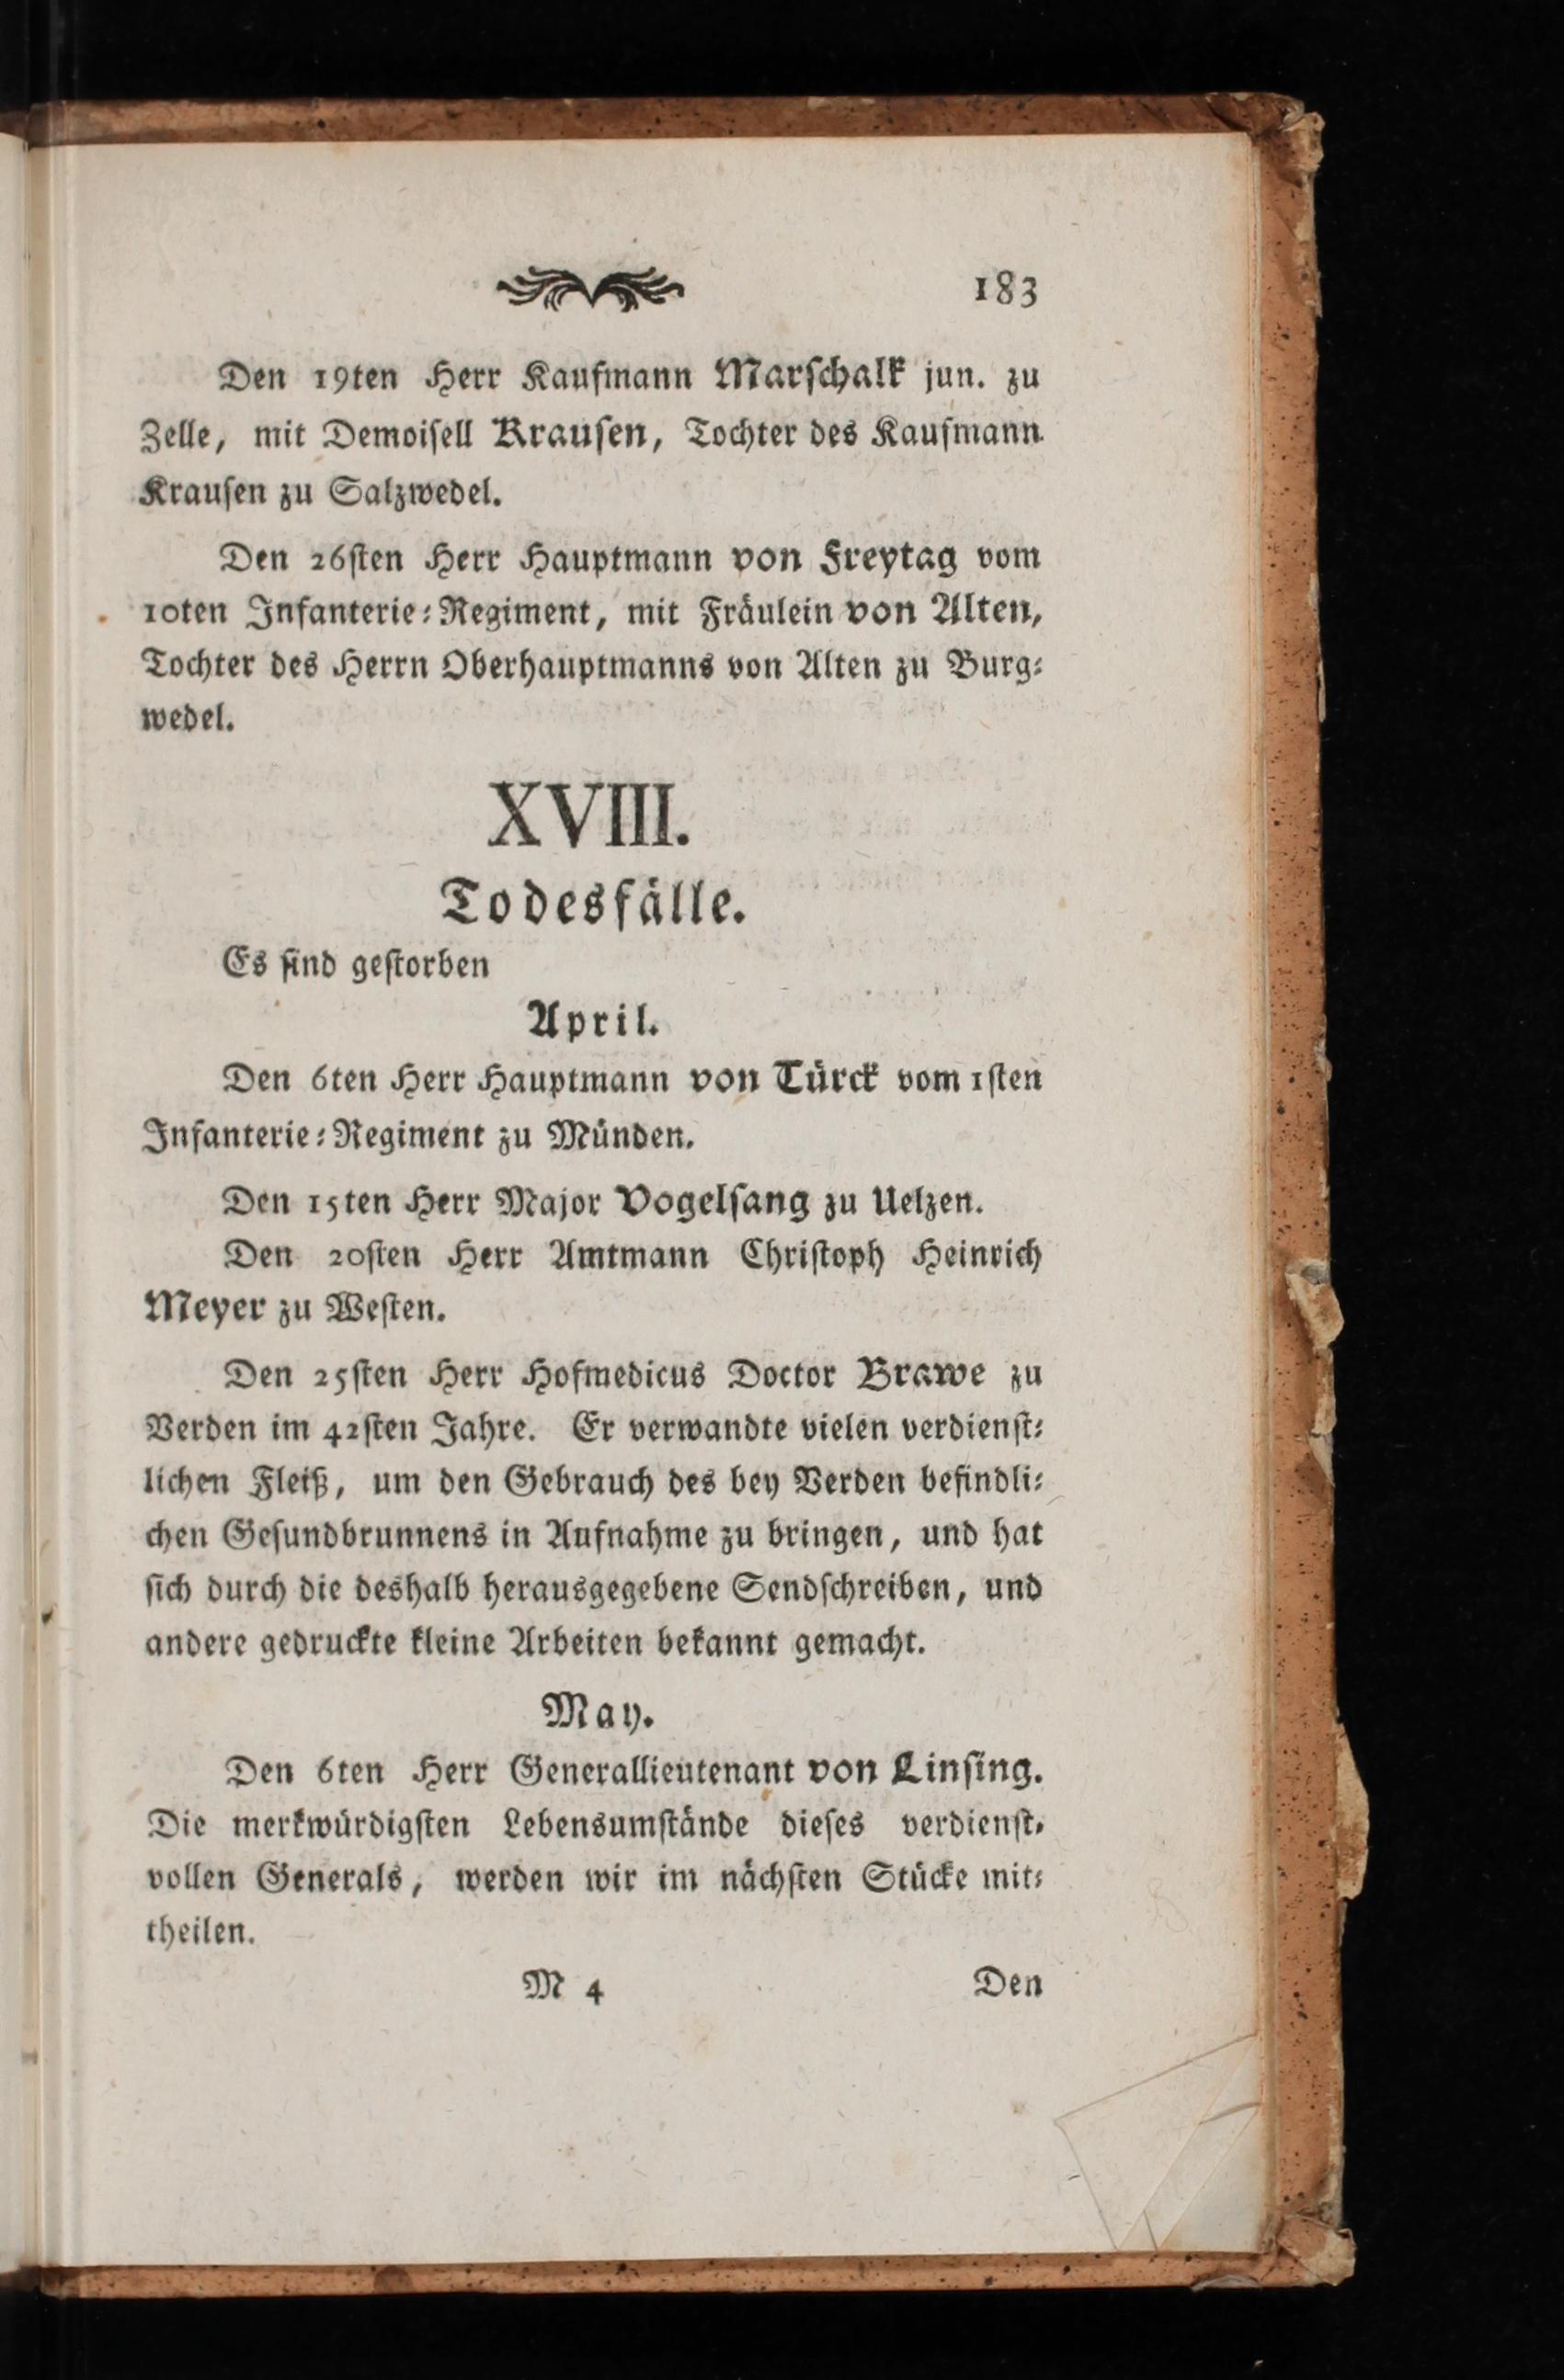 183
Den 19ten Herr Kaufmann Marſchalk jun. zu
Zelle, mit Demoiſell Krauſen, Tochter des Kaufmann
Krauſen zu Salzwedel.
Den 26ſten Herr Hauptmann von Freytag vom
10ten Infanterie⸗Regiment, mit Fräulein von Alten,
Tochter des Herrn Oberhauptmanns von Alten zu Burg⸗
wedel.
XVIII.
Todesfälle.
Es ſind geſtorben
April.
Den 6ten Herr Hauptmann von Türck vom 1ſten
Infanterie⸗Regiment zu Münden.
Den 15ten Herr Major Vogelſang zu Uelzen.
Den 20ſten Herr Amtmann Chriſtoph Heinrich
Meyer zu Weſten.
Den 25ſten Herr Hofmedicus Doctor Brawe zu
Verden im 42ſten Jahre. Er verwandte vielen verdienſt⸗
lichen Fleiß, um den Gebrauch des bey Verden befindli⸗
chen Geſundbrunnens in Aufnahme zu bringen, und hat
ſich durch die deshalb herausgegebene Sendſchreiben, und
andere gedruckte kleine Arbeiten bekannt gemacht.
May.
Den 6ten Herr Generallieutenant von Linſing.
Die merkwürdigſten Lebensumſtände dieſes verdienſt⸗
vollen Generals, werden wir im nächſten Stücke mit⸗
theilen.
M 4 Den